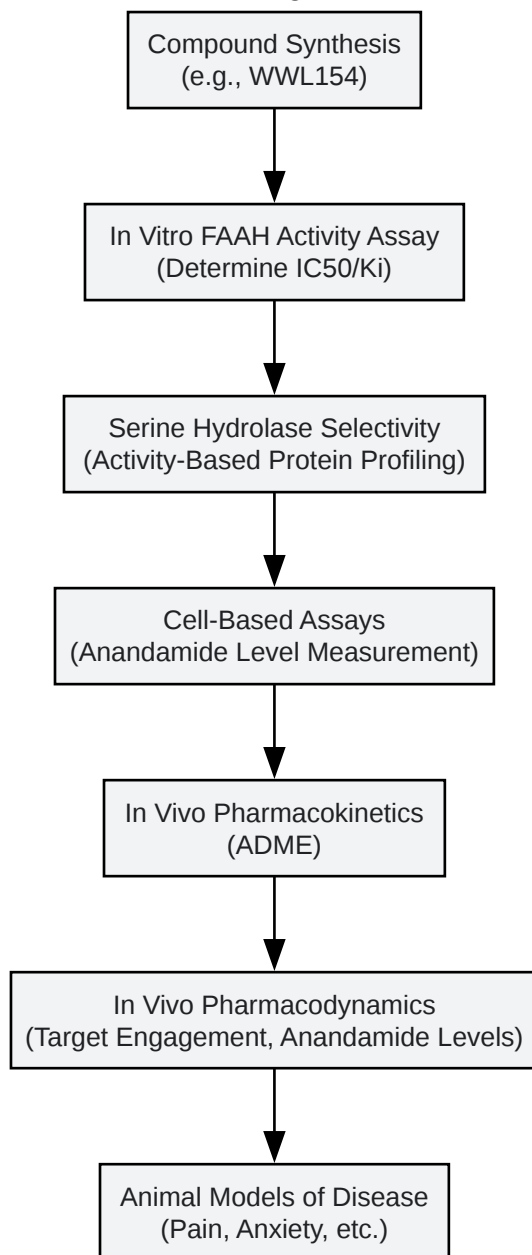 Compound Synthesis
(e.g., WWL154)
In Vitro FAAH Activity Assay
(Determine IC50/Ki)
Serine Hydrolase Selectivity
(Activity-Based Protein Profiling)
Cell-Based Assays
(Anandamide Level Measurement)
In Vivo Pharmacokinetics
(ADME)
In Vivo Pharmacodynamics
(Target Engagement, Anandamide Levels)
Animal Models of Disease
(Pain, Anxiety, etc.)